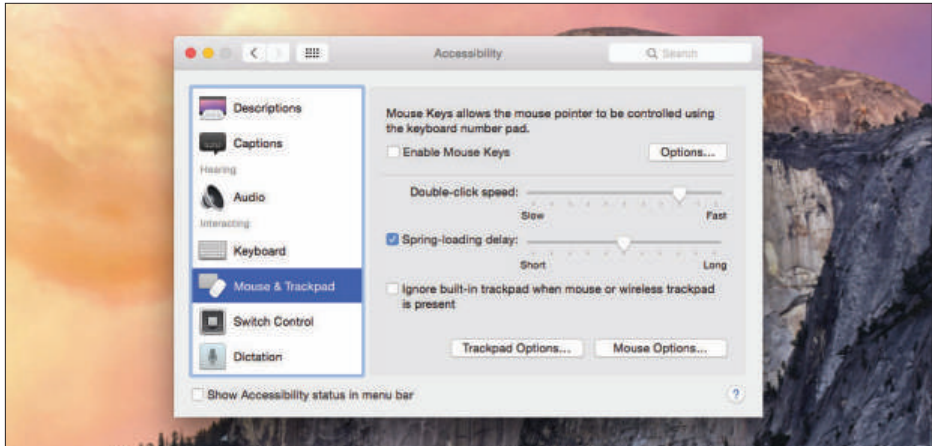 Accessibility
Search
Descriptions
Captions
Hearing
Audio
Interacting
Keyboard
Mouse & Trackpad
Switch Control
Dictation
Mouse Keys allows the mouse pointer to be controlled using
the keyboard number pad.
Enable Mouse Keys
Options...
Double-click speed:
Slow
Fast
Spring-loading delay:
Short
Long
Ignore built-in trackpad when mouse or wireless trackpad
is present
Trackpad Options...
Mouse Options...
Show Accessibility status in menu bar
?